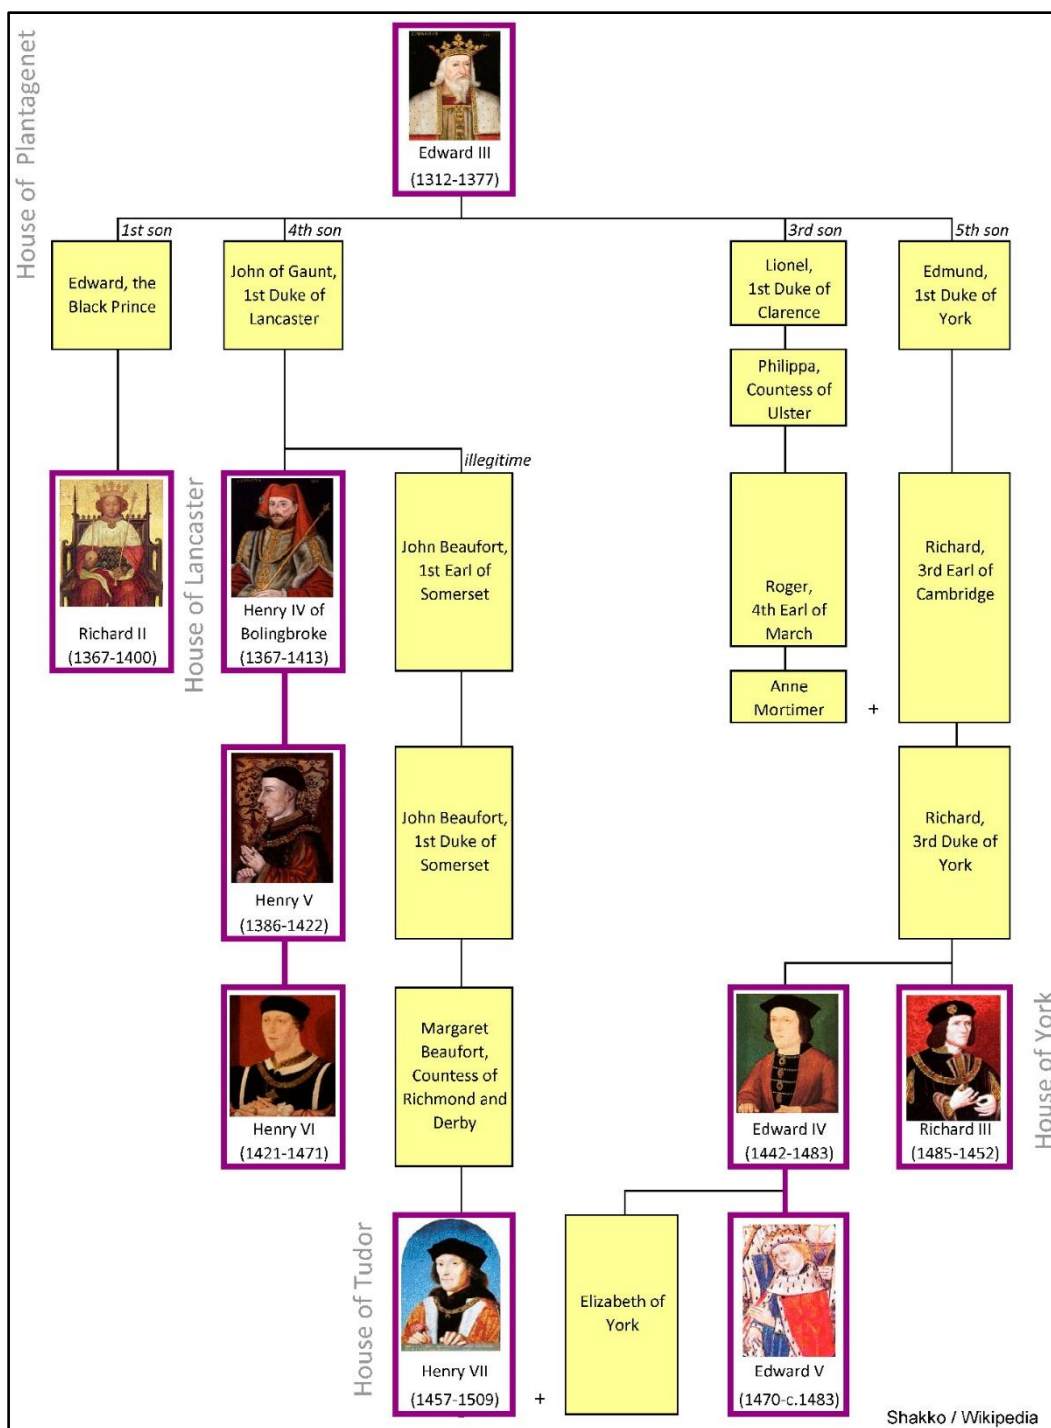 House of Plantagenet
Edward III
(1312-1377)
1st son
4th son
3rd son
5th son
Edward, the
Black Prince
John of Gaunt,
1st Duke of
Lancaster
Lionel,
1st Duke of
Clarence
Edmund,
1st Duke of
York
Philippa,
Countess of
Ulster
illegitime
House of Lancaster
Richard II
(1367-1400)
Henry IV of
Bolingbroke
(1367-1413)
John Beaufort,
1st Earl of
Somerset
Roger,
4th Earl of
March
Richard,
3rd Earl of
Cambridge
Anne
Mortimer
+
Henry V
(1386-1422)
John Beaufort,
1st Duke of
Somerset
Richard,
3rd Duke of
York
Henry VI
(1421-1471)
Margaret
Beaufort,
Countess of
Richmond and
Derby
Edward IV
(1442-1483)
Richard III
(1485-1452)
House of York
House of Tudor
Henry VII
(1457-1509)
+
Elizabeth of
York
Edward V
(1470-c.1483)
Shakko / Wikipedia